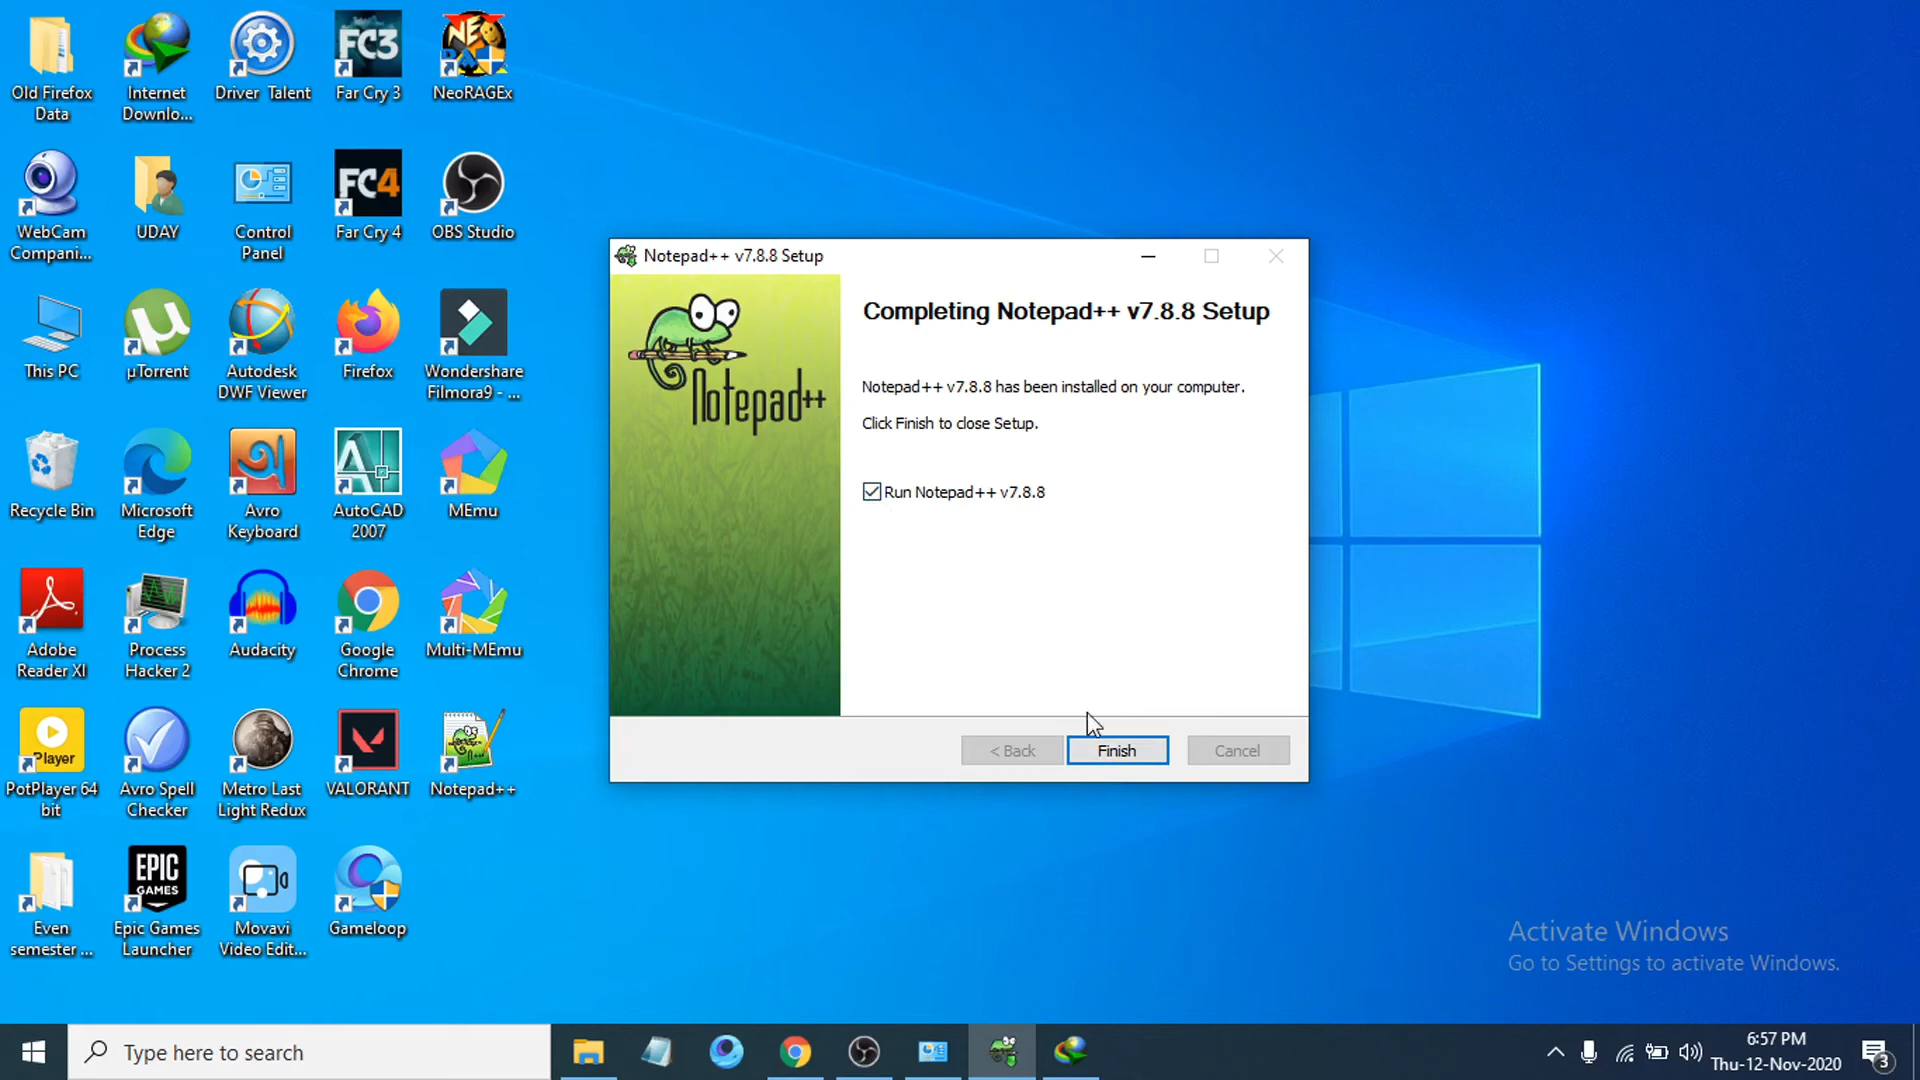 Old Firefox
Data
Internet
Downlo...
Driver Talent
FC3
Far Cry 3
NEO
NeoRAGEx
WebCam
Compani...
UDAY
Control
Panel
FC4
Far Cry 4
OBS Studio
This PC
µ
µTorrent
Autodesk
DWF Viewer
Firefox
Wondershare
Filmora9 - ...
Recycle Bin
Microsoft
Edge
Avro
Keyboard
AutoCAD
2007
MEmu
Adobe
Reader XI
Process
Hacker 2
Audacity
Google
Chrome
Multi-MEmu
Player
PotPlayer 64
bit
Avro Spell
Checker
Metro Last
Light Redux
VALORANT
Notepad++
Even
semester ...
EPIC
GAMES
Epic Games
Launcher
Movavi
Video Edit...
Gameloop
Notepad++ v7.8.8 Setup
Notepad++
Completing Notepad++ v7.8.8 Setup
Notepad++ v7.8.8 has been installed on your computer.
Click Finish to close Setup.
Run Notepad++ v7.8.8
< Back
Finish
Cancel
Activate Windows
Go to Settings to activate Windows.
Type here to search
6:57 PM
Thu-12-Nov-2020
3